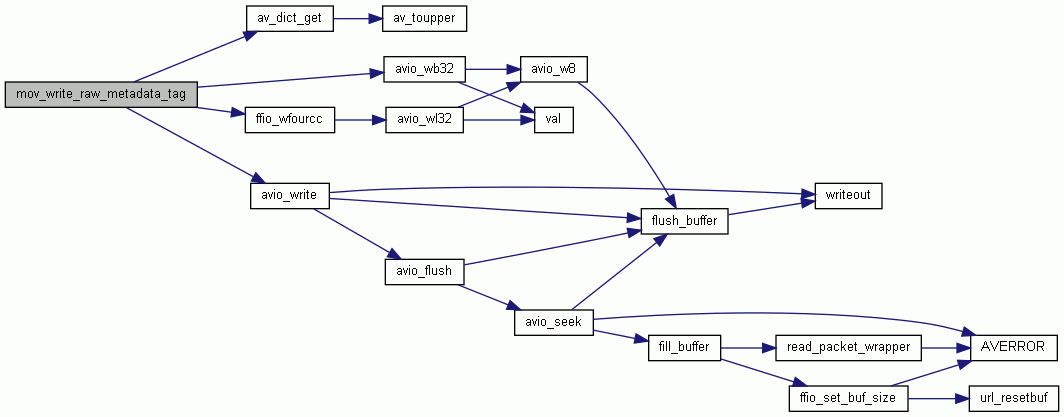 av_dict_get
av_toupper
mov_write_raw_metadata_tag
avio_wb32
avio_w8
ffio_wfourcc
avio_wl32
val
avio_write
writeout
flush_buffer
avio_flush
avio_seek
fill_buffer
read_packet_wrapper
AVERROR
ffio_set_buf_size
url_resetbuf